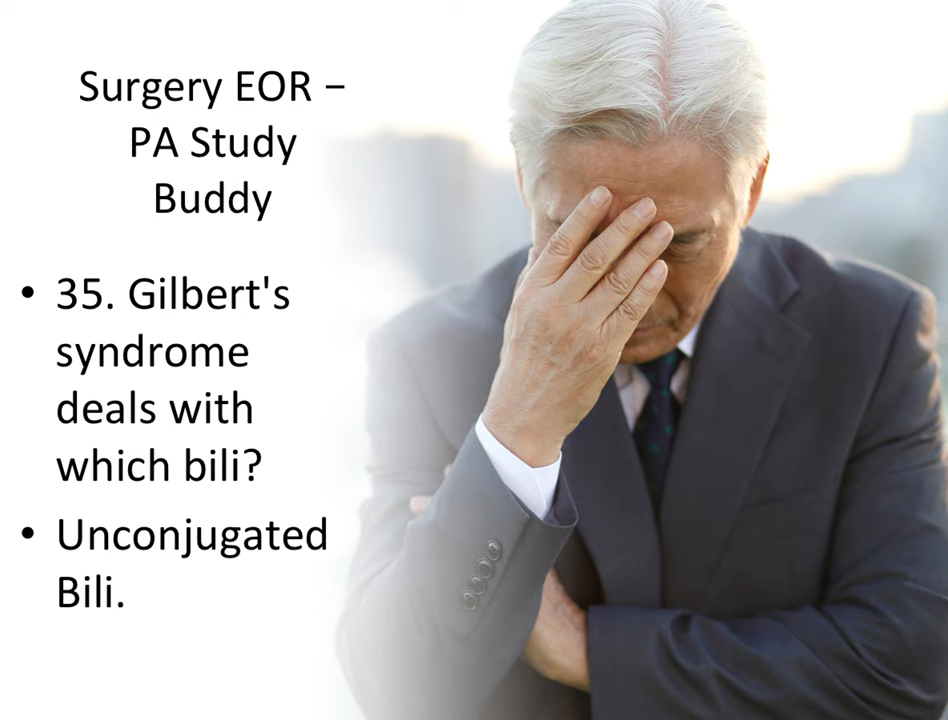 Surgery EOR –
PA Study
Buddy
• 35. Gilbert's
syndrome
deals with
which bili?
• Unconjugated
Bili.